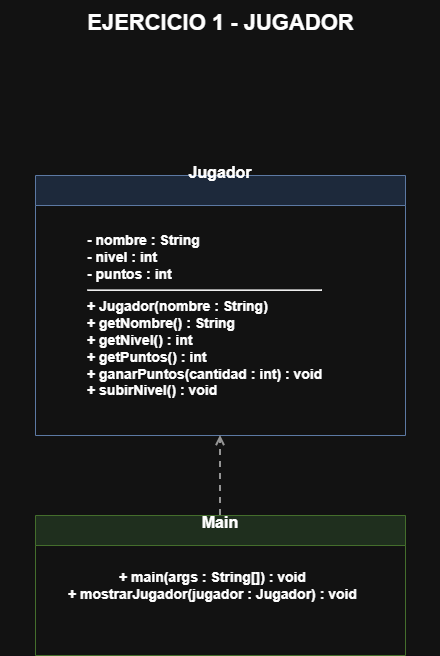 EJERCICIO 1 - JUGADOR
Jugador
- nombre : String
- nivel : int
- puntos : int
+ Jugador(nombre : String)
+ getNombre() : String
+ getNivel() : int
+ getPuntos() : int
+ ganarPuntos(cantidad : int) : void
+ subirNivel() : void
Main
+ main(args : String[]) : void
+ mostrarJugador(jugador : Jugador) : void